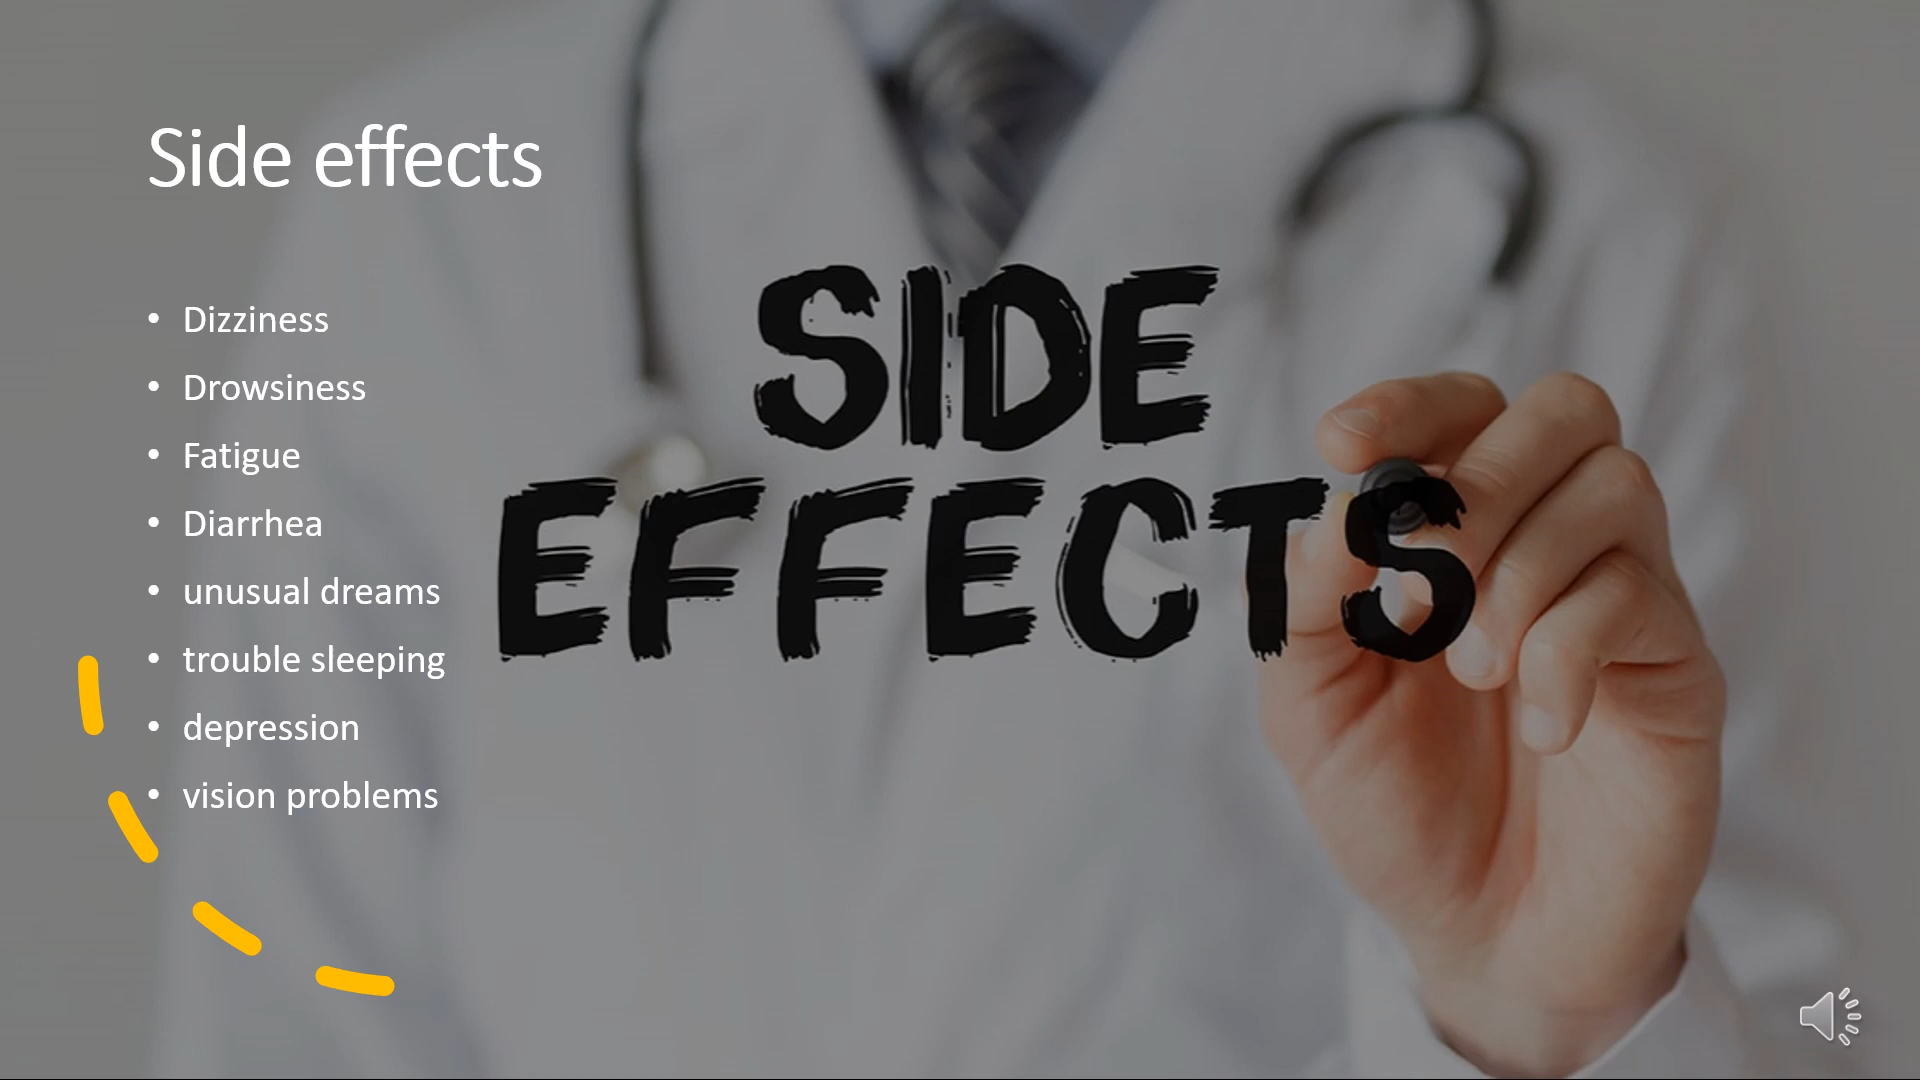 Side effects
• Dizziness
• Drowsiness
• Fatigue
• Diarrhea
• unusual dreams
• trouble sleeping
• depression
• vision problems
SIDE
EFFECTS